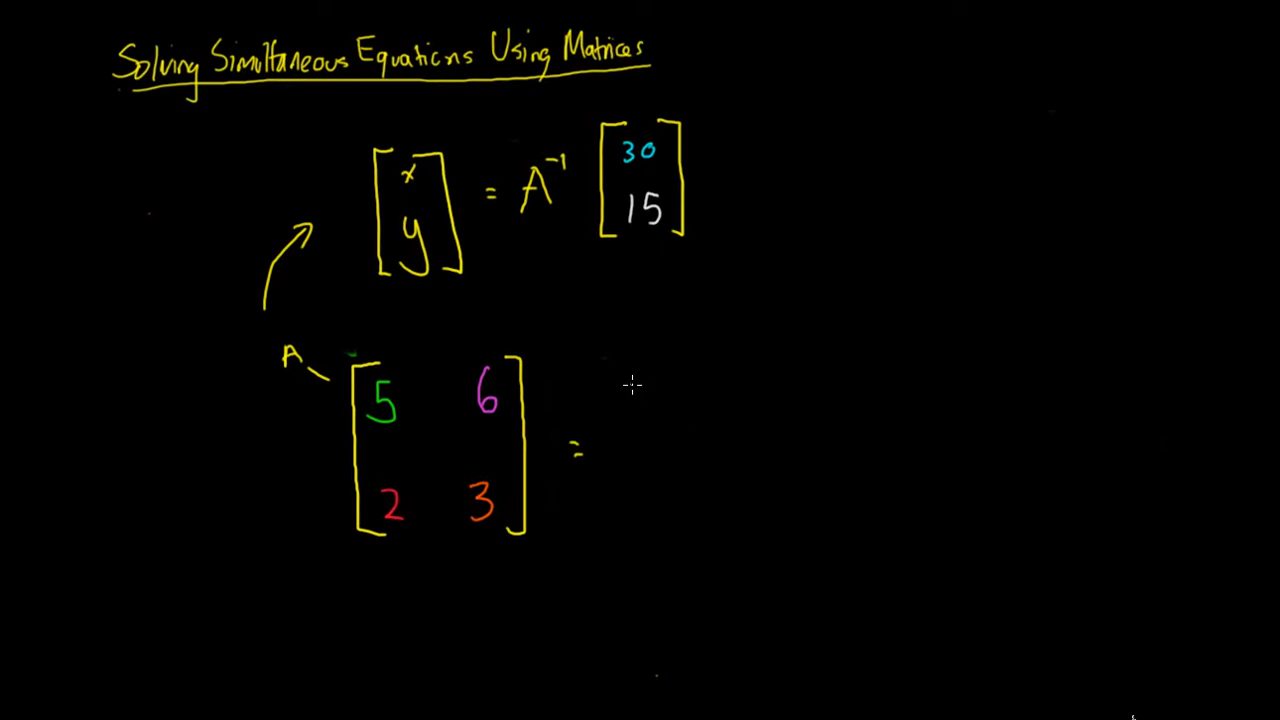 Solving Simultaneous Equations Using Matrices
[x y] = A⁻¹ [30 15]
A
[5 6
2 3] =